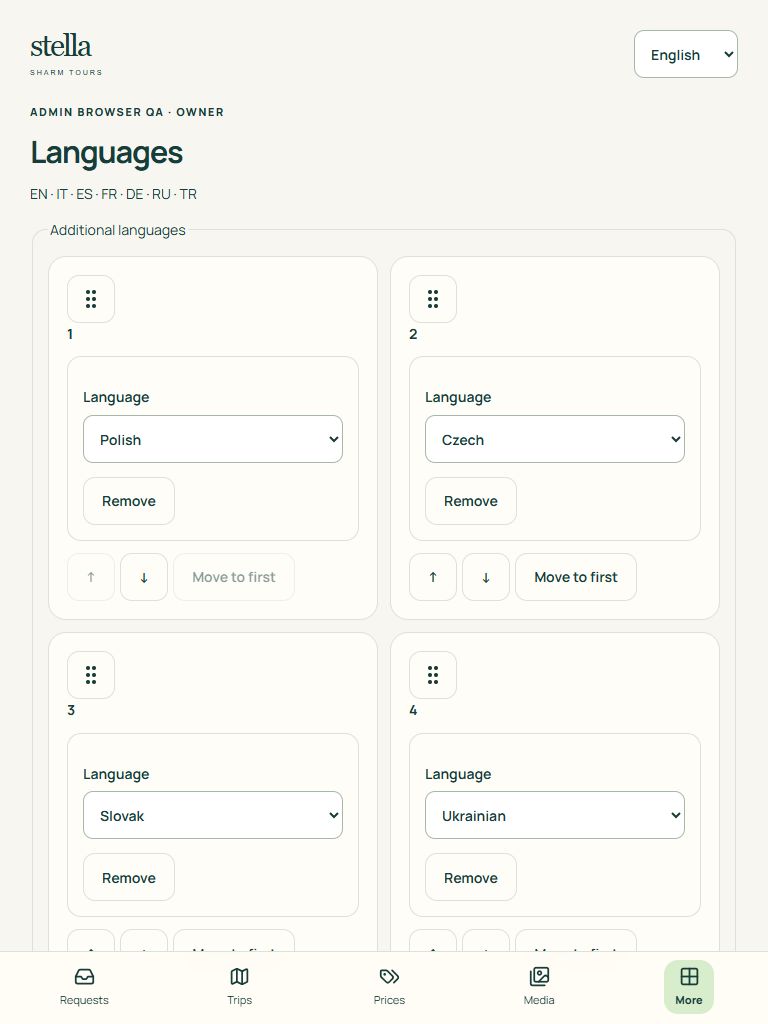 stella
English
SHARM TOURS
ADMIN BROWSER QA · OWNER
Languages
EN · IT · ES · FR · DE · RU · TR
Additional languages
1
Language
Polish
Remove
↑ ↓ Move to first
2
Language
Czech
Remove
↑ ↓ Move to first
3
Language
Slovak
Remove
4
Language
Ukrainian
Remove
Requests
Trips
Prices
Media
More